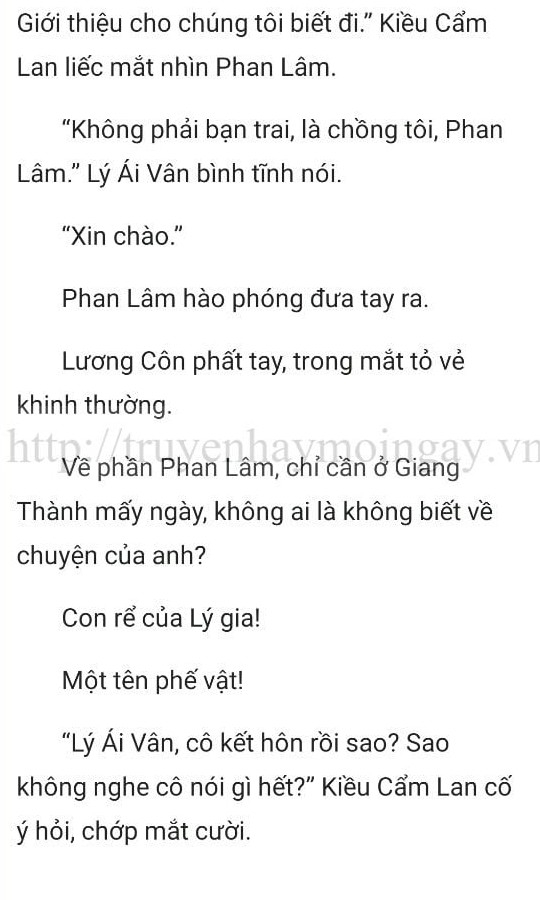 Giới thiệu cho chúng tôi biết đi.” Kiều Cẩm
Lan liếc mắt nhìn Phan Lâm.
“Không phải bạn trai, là chồng tôi, Phan
Lâm.” Lý Ái Vân bình tĩnh nói.
“Xin chào.”
Phan Lâm hào phóng đưa tay ra.
Lương Côn phất tay, trong mắt tỏ vẻ
khinh thường.
http://truyenhaymoingay.vn
Về phần Phan Lâm, chỉ cần ở Giang
Thành mấy ngày, không ai là không biết về
chuyện của anh?
Con rể của Lý gia!
Một tên phế vật!
“Lý Ái Vân, cô kết hôn rồi sao? Sao
không nghe cô nói gì hết?” Kiều Cẩm Lan cố
ý hỏi, chớp mắt cười.